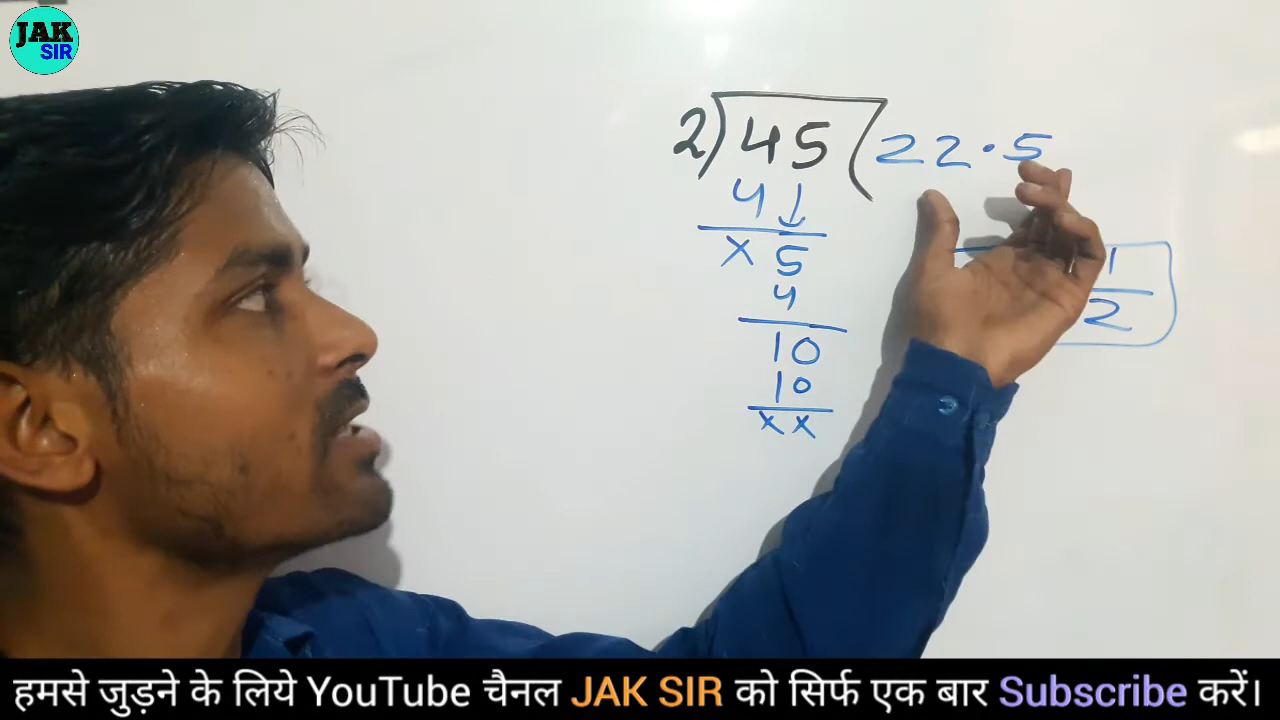 JAK
SIR
2) 45 ( 22.5
4 ↓
x 5
4
10
10
x x
1
2
हमसे जुड़ने के लिये YouTube चैनल JAK SIR को सिर्फ एक बार Subscribe करें।